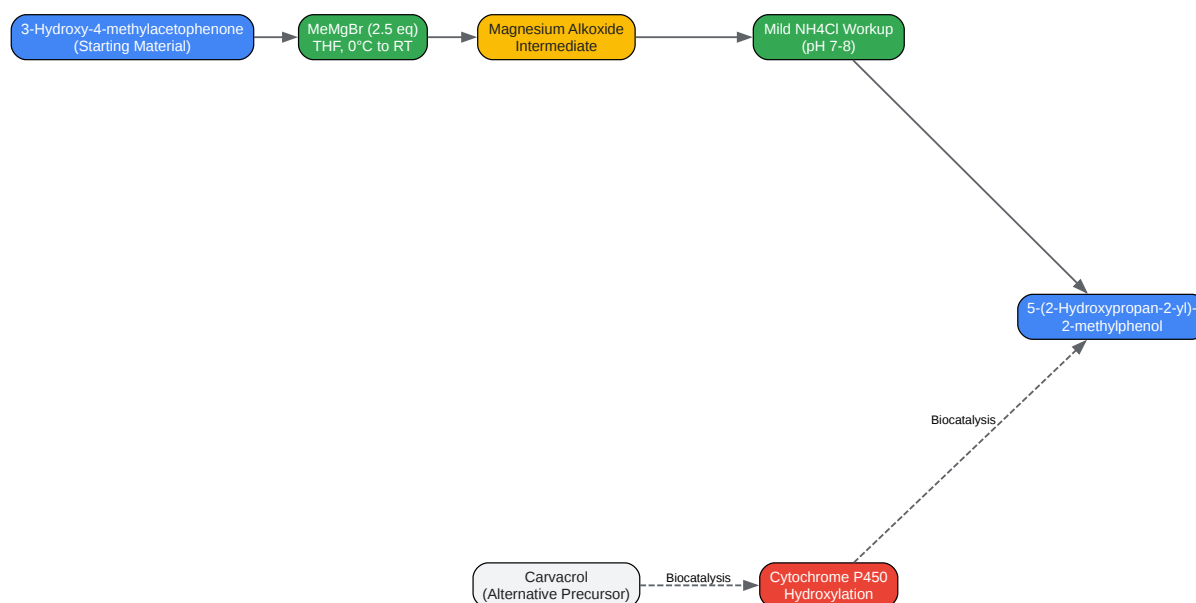 3-Hydroxy-4-methylacetophenone
(Starting Material)
MeMgBr (2.5 eq)
THF, 0°C to RT
Magnesium Alkoxide
Intermediate
Mild NH4Cl Workup
(pH 7-8)
5-(2-Hydroxypropan-2-yl)-
2-methylphenol
Biocatalysis
Carvacrol
(Alternative Precursor)
Biocatalysis
Cytochrome P450
Hydroxylation